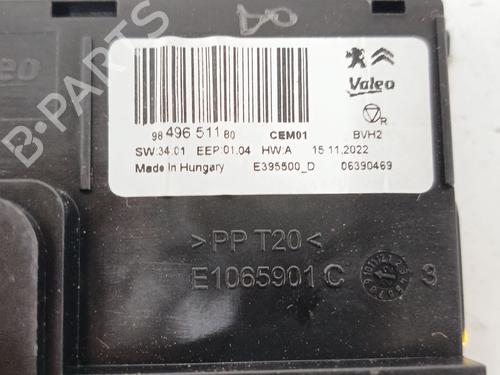 B-PARTS
Valeo
Valeo
R
98 496 511 80 CEM01 BVH2
SW:34.01 EEP:01.04 HW:A 15.11.2022
Made in Hungary E395500_D 06390469
>PP T20<
E1065901 C 3